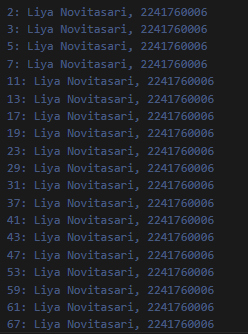 2: Liya Novitasari, 2241760006
3: Liya Novitasari, 2241760006
5: Liya Novitasari, 2241760006
7: Liya Novitasari, 2241760006
11: Liya Novitasari, 2241760006
13: Liya Novitasari, 2241760006
17: Liya Novitasari, 2241760006
19: Liya Novitasari, 2241760006
23: Liya Novitasari, 2241760006
29: Liya Novitasari, 2241760006
31: Liya Novitasari, 2241760006
37: Liya Novitasari, 2241760006
41: Liya Novitasari, 2241760006
43: Liya Novitasari, 2241760006
47: Liya Novitasari, 2241760006
53: Liya Novitasari, 2241760006
59: Liya Novitasari, 2241760006
61: Liya Novitasari, 2241760006
67: Liya Novitasari, 2241760006